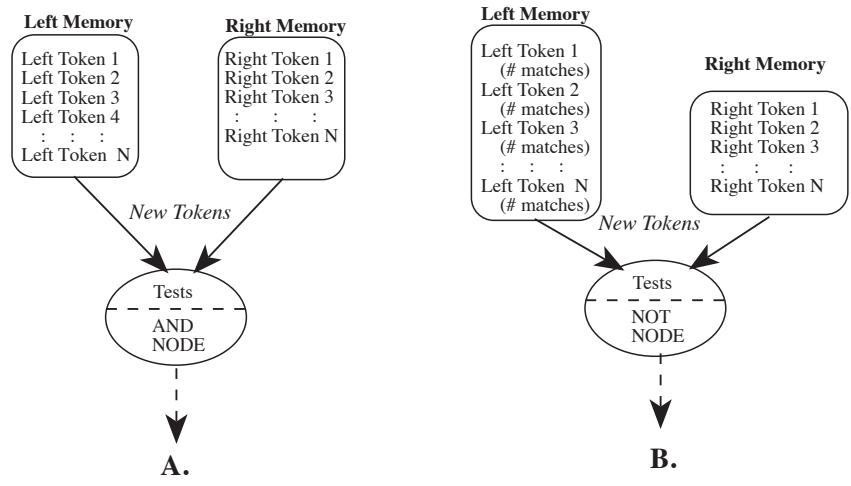 Left Memory
Left Token 1
Left Token 2
Left Token 3
Left Token 4
: : :
Left Token N
Right Memory
Right Token 1
Right Token 2
Right Token 3
: : :
Right Token N
New Tokens
Tests
AND
NODE
A.
Left Memory
Left Token 1
(# matches)
Left Token 2
(# matches)
Left Token 3
(# matches)
: : :
Left Token N
(# matches)
Right Memory
Right Token 1
Right Token 2
Right Token 3
: : :
Right Token N
New Tokens
Tests
NOT
NODE
B.